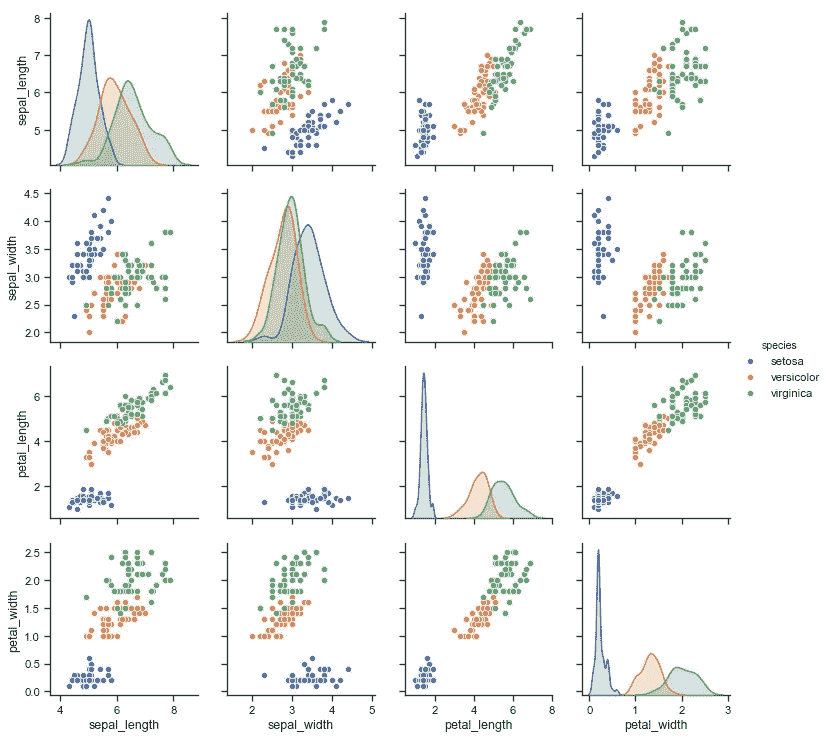 sepal_length
8
7
6
5
sepal_width
4.5
4.0
3.5
3.0
2.5
2.0
species
setosa
versicolor
virginica
petal_length
6
4
2
petal_width
2.5
2.0
1.5
1.0
0.5
0.0
4 6 8
2 3 4 5
2 4 6 8
0 1 2 3
sepal_length sepal_width petal_length petal_width